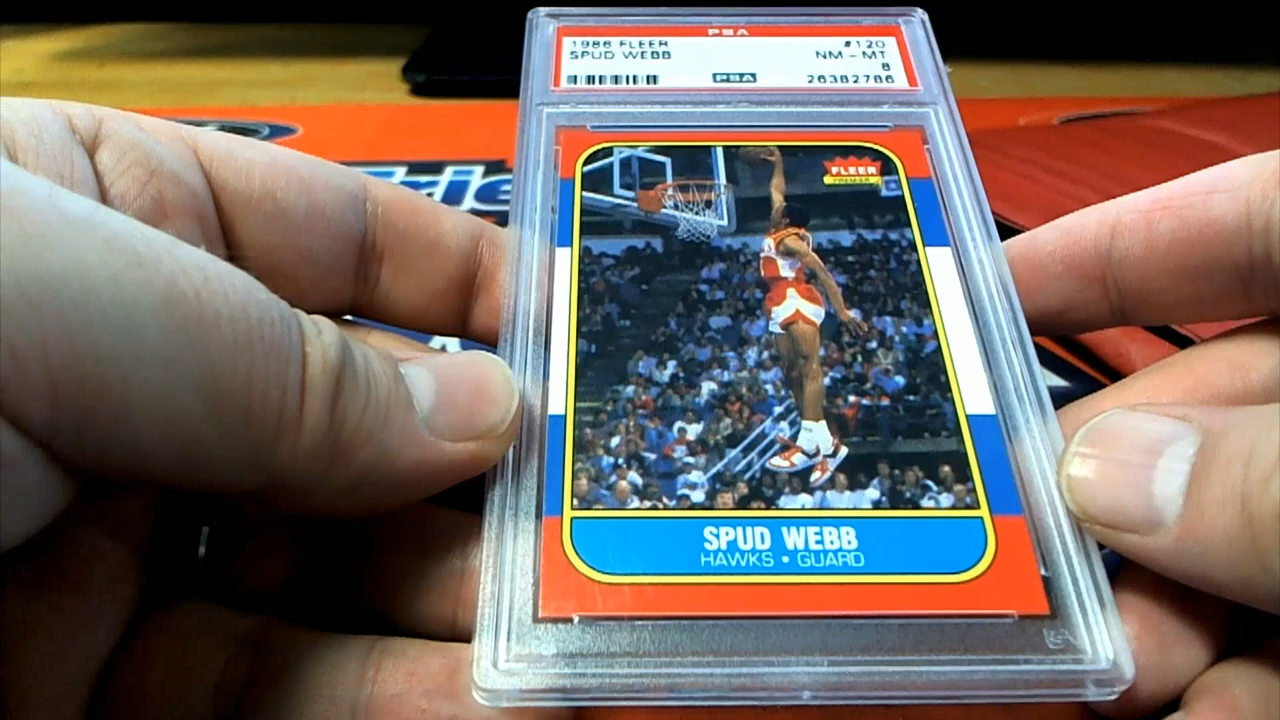 PSA
1986 FLEER #120
SPUD WEBB NM - MT
8
PSA 26382786
FLEER
PREMIER
SPUD WEBB
HAWKS • GUARD